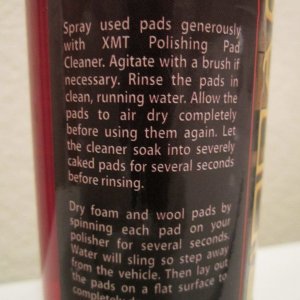 Spray used pads generously
with XMT Polishing Pad
Cleaner. Agitate with a brush if
necessary. Rinse the pads in
clean, running water. Allow the
pads to air dry completely
before using them again. Let
the cleaner soak into severely
caked pads for several seconds
before rinsing.
Dry foam and wool pads by
spinning each pad on your
polisher for several seconds.
Water will sling so step away
from the vehicle. Then lay out
the pads on a flat surface to
completely